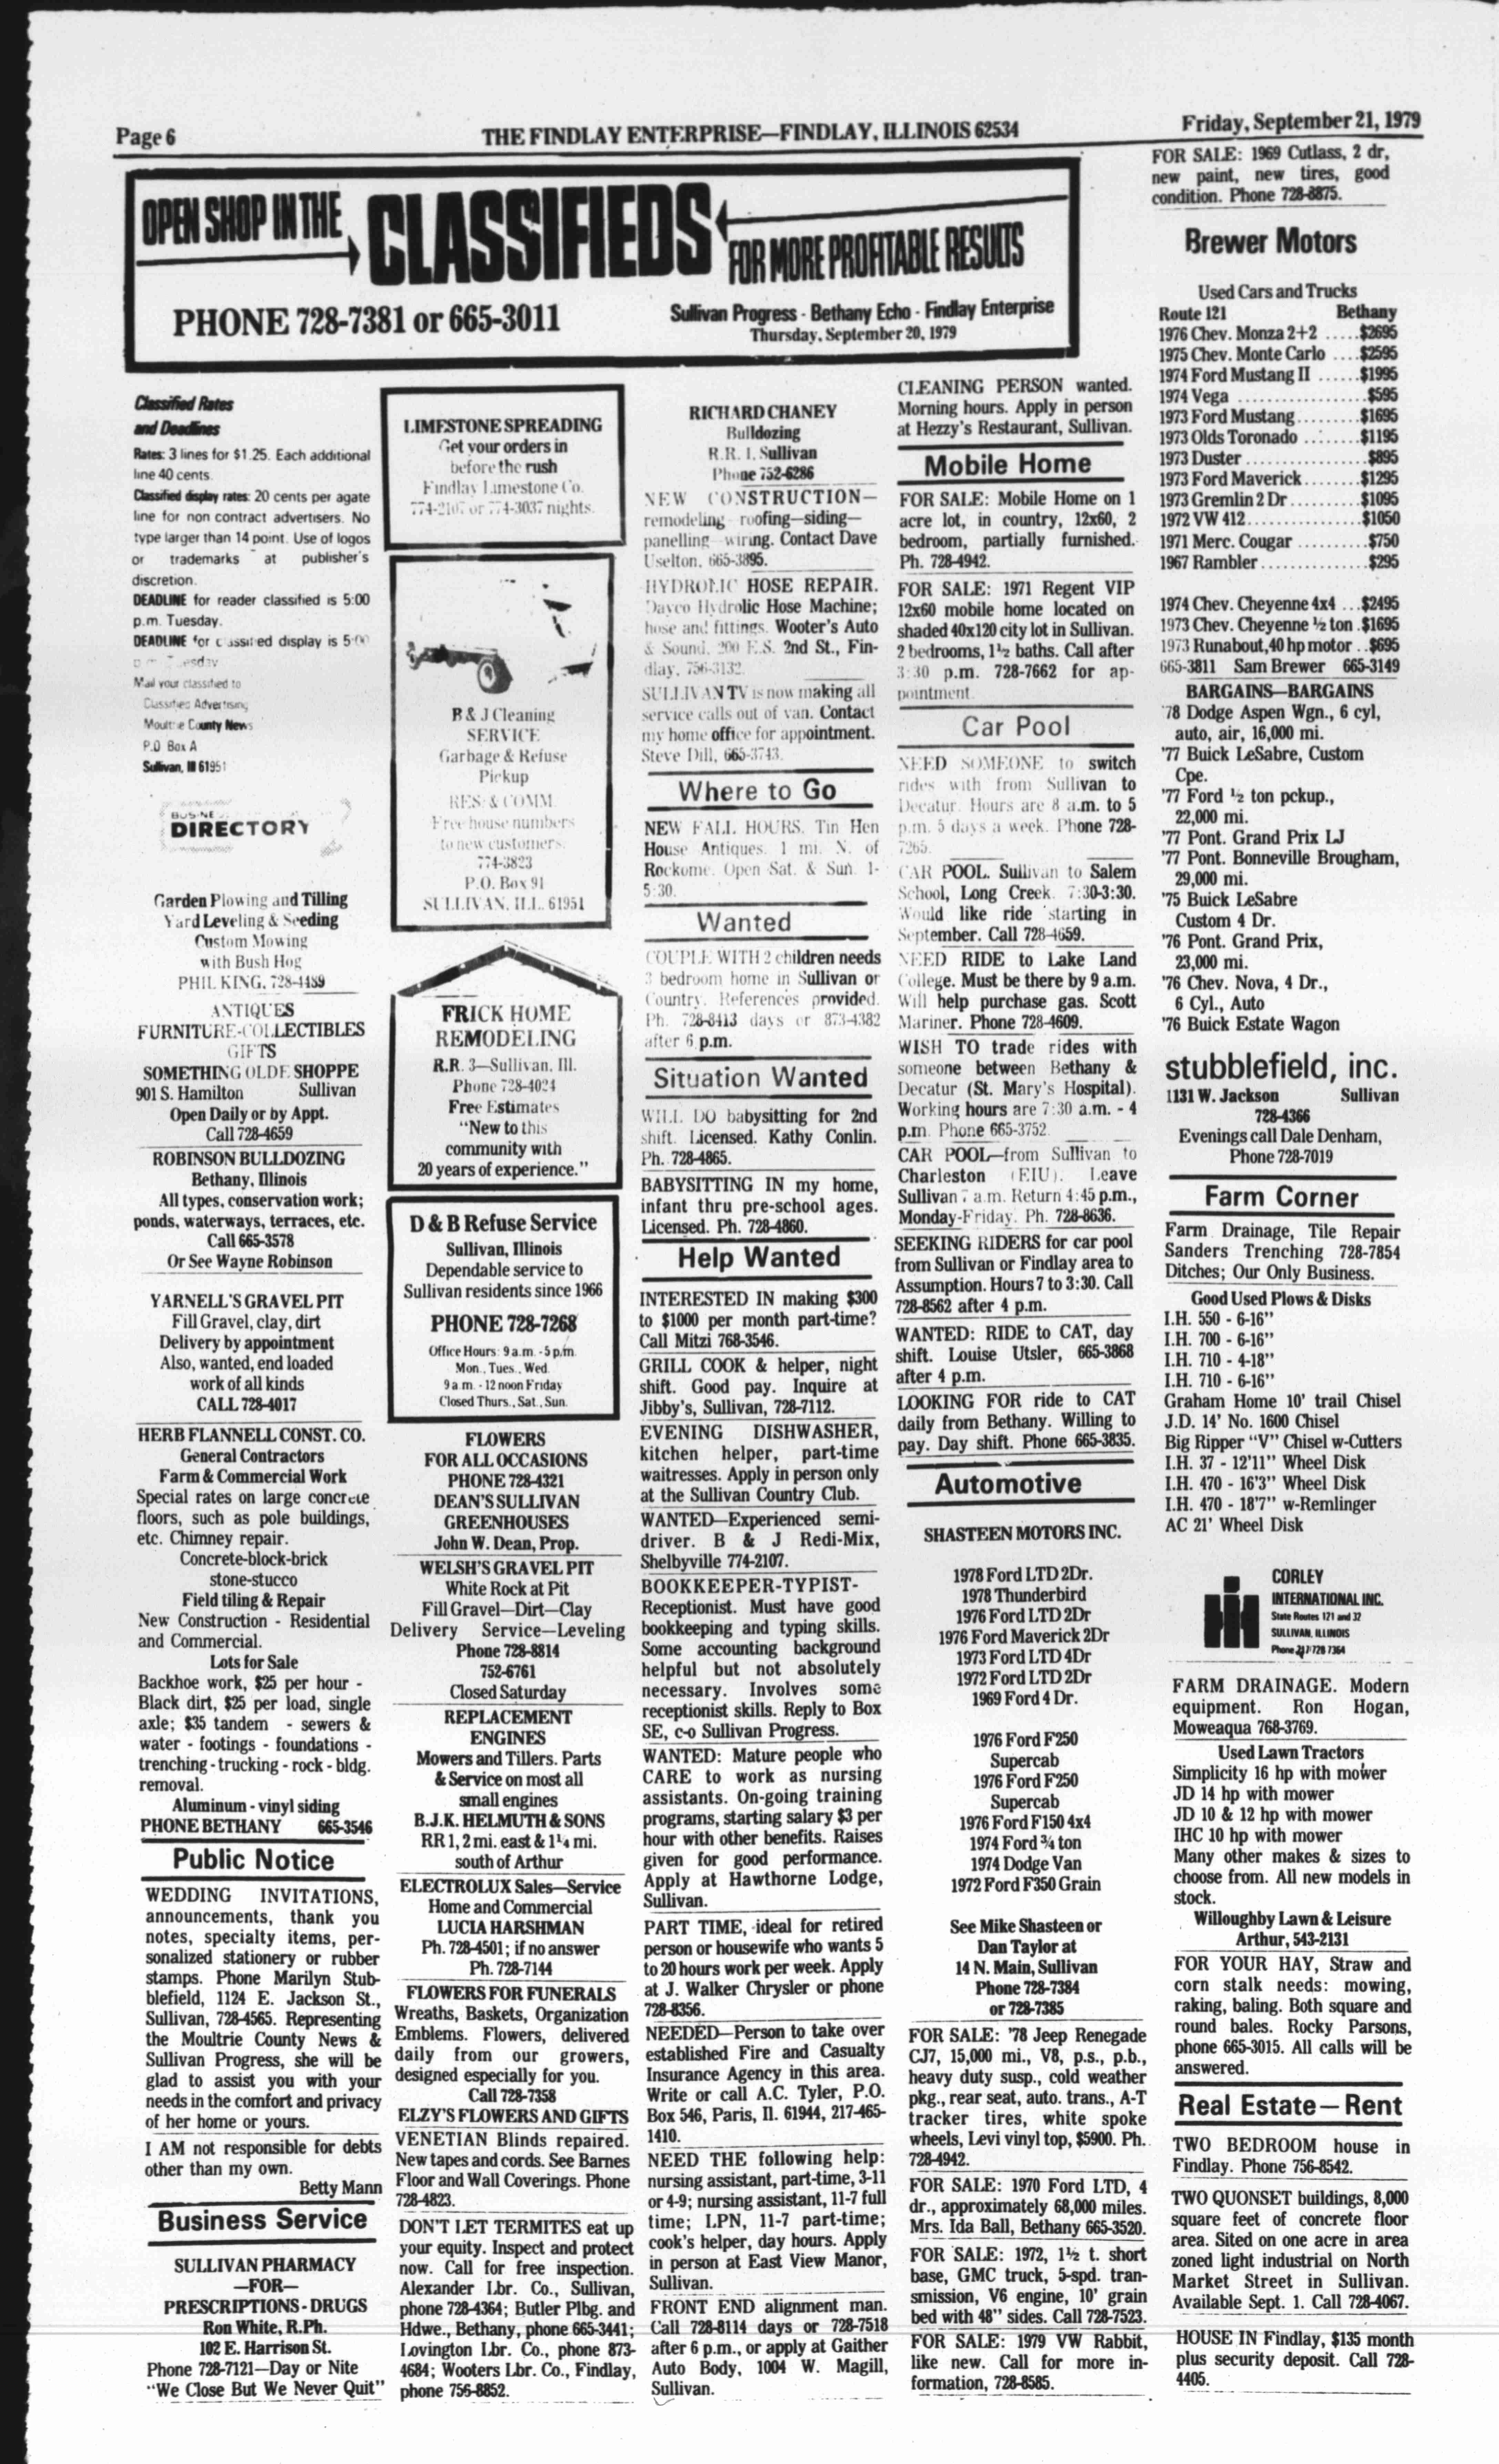 Page 6
THE FINDLAY ENTERPRISE—FINDLAY, ILLINOIS 62534
Friday, September 21, 1979
OPEN SHOP IN THE
CLASSIFIEDS
FOR MORE PROFITABLE RESULTS
PHONE 728-7381 or 665-3011
Sullivan Progress - Bethany Echo - Findlay Enterprise
Thursday, September 20, 1979
Classified Rates
and Deadlines
Rates: 3 lines for $1.25. Each additional
line 40 cents.
Classified display rates: 20 cents per agate
line for non contract advertisers. No
type larger than 14 point. Use of logos
or trademarks at publisher's
discretion.
DEADLINE for reader classified is 5:00
p.m. Tuesday.
DEADLINE for classified display is 5:00
p.m. Tuesday
Mail your classified to
Classified Advertising
Moultrie County News
P.O. Box A
Sullivan, Ill 61951
BUSINE
DIRECTORY
Garden Plowing and Tilling
Yard Leveling & Seeding
Custom Mowing
with Bush Hog
PHIL KING, 728-4489
ANTIQUES
FURNITURE-COLLECTIBLES
GIFTS
SOMETHING OLDE SHOPPE
901 S. Hamilton Sullivan
Open Daily or by Appt.
Call 728-4659
ROBINSON BULLDOZING
Bethany, Illinois
All types, conservation work;
ponds, waterways, terraces, etc.
Call 665-3578
Or See Wayne Robinson
YARNELL'S GRAVEL PIT
Fill Gravel, clay, dirt
Delivery by appointment
Also, wanted, end loaded
work of all kinds
CALL 728-4017
HERB FLANNELL CONST. CO.
General Contractors
Farm & Commercial Work
Special rates on large concrete
floors, such as pole buildings,
etc. Chimney repair.
Concrete-block-brick
stone-stucco
Field tiling & Repair
New Construction - Residential
and Commercial.
Lots for Sale
Backhoe work, $25 per hour -
Black dirt, $25 per load, single
axle; $35 tandem - sewers &
water - footings - foundations -
trenching - trucking - rock - bldg.
removal.
Aluminum - vinyl siding
PHONE BETHANY 665-3546
Public Notice
WEDDING INVITATIONS,
announcements, thank you
notes, specialty items, per-
sonalized stationery or rubber
stamps. Phone Marilyn Stub-
blefield, 1124 E. Jackson St.,
Sullivan, 728-4565. Representing
the Moultrie County News &
Sullivan Progress, she will be
glad to assist you with your
needs in the comfort and privacy
of her home or yours.
I AM not responsible for debts
other than my own.
Betty Mann
Business Service
SULLIVAN PHARMACY
—FOR—
PRESCRIPTIONS - DRUGS
Ron White, R.Ph.
102 E. Harrison St.
Phone 728-7121—Day or Nite
"We Close But We Never Quit"
LIMESTONE SPREADING
Get your orders in
before the rush
Findlay Limestone Co.
774-2107 or 774-3037 nights.
B & J Cleaning
SERVICE
Garbage & Refuse
Pickup
RES. & COMM.
Free house numbers
to new customers.
774-3823
P.O. Box 91
SULLIVAN, ILL. 61951
FRICK HOME
REMODELING
R.R. 3—Sullivan, Ill.
Phone 728-4024
Free Estimates
"New to this
community with
20 years of experience."
D & B Refuse Service
Sullivan, Illinois
Dependable service to
Sullivan residents since 1966
PHONE 728-7268
Office Hours: 9 a.m. - 5 p.m.
Mon., Tues., Wed.
9 a.m. - 12 noon Friday
Closed Thurs., Sat., Sun.
FLOWERS
FOR ALL OCCASIONS
PHONE 728-4321
DEAN'S SULLIVAN
GREENHOUSES
John W. Dean, Prop.
WELSH'S GRAVEL PIT
White Rock at Pit
Fill Gravel—Dirt—Clay
Delivery Service—Leveling
Phone 728-8814
752-6761
Closed Saturday
REPLACEMENT
ENGINES
Mowers and Tillers. Parts
& Service on most all
small engines
B.J.K. HELMUTH & SONS
RR 1, 2 mi. east & 1¼ mi.
south of Arthur
ELECTROLUX Sales—Service
Home and Commercial
LUCIA HARSHMAN
Ph. 728-4501; if no answer
Ph. 728-7144
FLOWERS FOR FUNERALS
Wreaths, Baskets, Organization
Emblems. Flowers, delivered
daily from our growers,
designed especially for you.
Call 728-7358
ELZY'S FLOWERS AND GIFTS
VENETIAN Blinds repaired.
New tapes and cords. See Barnes
Floor and Wall Coverings. Phone
728-4823.
DON'T LET TERMITES eat up
your equity. Inspect and protect
now. Call for free inspection.
Alexander Lbr. Co., Sullivan,
phone 728-4364; Butler Plbg. and
Hdwe., Bethany, phone 665-3441;
Lovington Lbr. Co., phone 873-
4684; Wooters Lbr. Co., Findlay,
phone 756-8852.
RICHARD CHANEY
Bulldozing
R.R. 1, Sullivan
Phone 752-6286
NEW CONSTRUCTION—
remodeling—roofing—siding—
panelling—wiring. Contact Dave
Uselton, 665-3895.
HYDROLIC HOSE REPAIR.
Dayco Hydrolic Hose Machine;
hose and fittings. Wooter's Auto
& Sound, 200 E.S. 2nd St., Fin-
dlay, 756-3132.
SULLIVAN TV is now making all
service calls out of van. Contact
my home office for appointment.
Steve Dill, 665-3743.
Where to Go
NEW FALL HOURS. Tin Hen
House Antiques. 1 mi. N. of
Rockome. Open Sat. & Sun. 1-
5:30.
Wanted
COUPLE WITH 2 children needs
3 bedroom home in Sullivan or
Country. References provided.
Ph. 728-8413 days or 873-4382
after 6 p.m.
Situation Wanted
WILL DO babysitting for 2nd
shift. Licensed. Kathy Conlin.
Ph. 728-4865.
BABYSITTING IN my home,
infant thru pre-school ages.
Licensed. Ph. 728-4860.
Help Wanted
INTERESTED IN making $300
to $1000 per month part-time?
Call Mitzi 768-3546.
GRILL COOK & helper, night
shift. Good pay. Inquire at
Jibby's, Sullivan, 728-7112.
EVENING DISHWASHER,
kitchen helper, part-time
waitresses. Apply in person only
at the Sullivan Country Club.
WANTED—Experienced semi-
driver. B & J Redi-Mix,
Shelbyville 774-2107.
BOOKKEEPER-TYPIST-
Receptionist. Must have good
bookkeeping and typing skills.
Some accounting background
helpful but not absolutely
necessary. Involves some
receptionist skills. Reply to Box
SE, c-o Sullivan Progress.
WANTED: Mature people who
CARE to work as nursing
assistants. On-going training
programs, starting salary $3 per
hour with other benefits. Raises
given for good performance.
Apply at Hawthorne Lodge,
Sullivan.
PART TIME, ideal for retired
person or housewife who wants 5
to 20 hours work per week. Apply
at J. Walker Chrysler or phone
728-8356.
NEEDED—Person to take over
established Fire and Casualty
Insurance Agency in this area.
Write or call A.C. Tyler, P.O.
Box 546, Paris, Il. 61944, 217-465-
1410.
NEED THE following help:
nursing assistant, part-time, 3-11
or 4-9; nursing assistant, 11-7 full
time; LPN, 11-7 part-time;
cook's helper, day hours. Apply
in person at East View Manor,
Sullivan.
FRONT END alignment man.
Call 728-8114 days or 728-7518
after 6 p.m., or apply at Gaither
Auto Body, 1004 W. Magill,
Sullivan.
CLEANING PERSON wanted.
Morning hours. Apply in person
at Hezzy's Restaurant, Sullivan.
Mobile Home
FOR SALE: Mobile Home on 1
acre lot, in country, 12x60, 2
bedroom, partially furnished.
Ph. 728-4942.
FOR SALE: 1971 Regent VIP
12x60 mobile home located on
shaded 40x120 city lot in Sullivan.
2 bedrooms, 1½ baths. Call after
3:30 p.m. 728-7662 for ap-
pointment.
Car Pool
NEED SOMEONE to switch
rides with from Sullivan to
Decatur. Hours are 8 a.m. to 5
p.m. 5 days a week. Phone 728-
7265.
CAR POOL. Sullivan to Salem
School, Long Creek. 7:30-3:30.
Would like ride starting in
September. Call 728-4659.
NEED RIDE to Lake Land
College. Must be there by 9 a.m.
Will help purchase gas. Scott
Mariner. Phone 728-4609.
WISH TO trade rides with
someone between Bethany &
Decatur (St. Mary's Hospital).
Working hours are 7:30 a.m. - 4
p.m. Phone 665-3752.
CAR POOL—from Sullivan to
Charleston (EIU). Leave
Sullivan 7 a.m. Return 4:45 p.m.,
Monday-Friday. Ph. 728-8636.
SEEKING RIDERS for car pool
from Sullivan or Findlay area to
Assumption. Hours 7 to 3:30. Call
728-8562 after 4 p.m.
WANTED: RIDE to CAT, day
shift. Louise Utsler, 665-3868
after 4 p.m.
LOOKING FOR ride to CAT
daily from Bethany. Willing to
pay. Day shift. Phone 665-3835.
Automotive
SHASTEEN MOTORS INC.
1978 Ford LTD 2Dr.
1978 Thunderbird
1976 Ford LTD 2Dr
1976 Ford Maverick 2Dr
1973 Ford LTD 4Dr
1972 Ford LTD 2Dr
1969 Ford 4 Dr.
1976 Ford F250
Supercab
1976 Ford F250
Supercab
1976 Ford F150 4x4
1974 Ford ¾ ton
1974 Dodge Van
1972 Ford F350 Grain
See Mike Shasteen or
Dan Taylor at
14 N. Main, Sullivan
Phone 728-7384
or 728-7385
FOR SALE: '78 Jeep Renegade
CJ7, 15,000 mi., V8, p.s., p.b.,
heavy duty susp., cold weather
pkg., rear seat, auto. trans., A-T
tracker tires, white spoke
wheels, Levi vinyl top, $5900. Ph.
728-4942.
FOR SALE: 1970 Ford LTD, 4
dr., approximately 68,000 miles.
Mrs. Ida Ball, Bethany 665-3520.
FOR SALE: 1972, 1½ t. short
base, GMC truck, 5-spd. tran-
smission, V6 engine, 10' grain
bed with 48" sides. Call 728-7523.
FOR SALE: 1979 VW Rabbit,
like new. Call for more in-
formation, 728-8585.
FOR SALE: 1969 Cutlass, 2 dr,
new paint, new tires, good
condition. Phone 728-8875.
Brewer Motors
Used Cars and Trucks
Route 121 Bethany
1976 Chev. Monza 2+2 .....$2695
1975 Chev. Monte Carlo ....$2595
1974 Ford Mustang II ......$1995
1974 Vega ..................$595
1973 Ford Mustang........$1695
1973 Olds Toronado .......$1195
1973 Duster.................$895
1973 Ford Maverick.......$1295
1973 Gremlin 2 Dr.........$1095
1972 VW 412...............$1050
1971 Merc. Cougar .........$750
1967 Rambler..............$295
1974 Chev. Cheyenne 4x4 ...$2495
1973 Chev. Cheyenne ½ ton .$1695
1973 Runabout, 40 hp motor ..$695
665-3811 Sam Brewer 665-3149
BARGAINS—BARGAINS
'78 Dodge Aspen Wgn., 6 cyl,
auto, air, 16,000 mi.
'77 Buick LeSabre, Custom
Cpe.
'77 Ford ½ ton pckup.,
22,000 mi.
'77 Pont. Grand Prix LJ
'77 Pont. Bonneville Brougham,
29,000 mi.
'75 Buick LeSabre
Custom 4 Dr.
'76 Pont. Grand Prix,
23,000 mi.
'76 Chev. Nova, 4 Dr.,
6 Cyl., Auto
'76 Buick Estate Wagon
stubblefield, inc.
1131 W. Jackson Sullivan
728-4366
Evenings call Dale Denham,
Phone 728-7019
Farm Corner
Farm Drainage, Tile Repair
Sanders Trenching 728-7854
Ditches; Our Only Business.
Good Used Plows & Disks
I.H. 550 - 6-16"
I.H. 700 - 6-16"
I.H. 710 - 4-18"
I.H. 710 - 6-16"
Graham Home 10' trail Chisel
J.D. 14' No. 1600 Chisel
Big Ripper "V" Chisel w-Cutters
I.H. 37 - 12'11" Wheel Disk
I.H. 470 - 16'3" Wheel Disk
I.H. 470 - 18'7" w-Remlinger
AC 21' Wheel Disk
CORLEY
INTERNATIONAL INC.
State Routes 121 and 32
SULLIVAN, ILLINOIS
Phone 217/728 7364
FARM DRAINAGE. Modern
equipment. Ron Hogan,
Moweaqua 768-3769.
Used Lawn Tractors
Simplicity 16 hp with mower
JD 14 hp with mower
JD 10 & 12 hp with mower
IHC 10 hp with mower
Many other makes & sizes to
choose from. All new models in
stock.
Willoughby Lawn & Leisure
Arthur, 543-2131
FOR YOUR HAY, Straw and
corn stalk needs: mowing,
raking, baling. Both square and
round bales. Rocky Parsons,
phone 665-3015. All calls will be
answered.
Real Estate—Rent
TWO BEDROOM house in
Findlay. Phone 756-8542.
TWO QUONSET buildings, 8,000
square feet of concrete floor
area. Sited on one acre in area
zoned light industrial on North
Market Street in Sullivan.
Available Sept. 1. Call 728-4067.
HOUSE IN Findlay, $135 month
plus security deposit. Call 728-
4405.